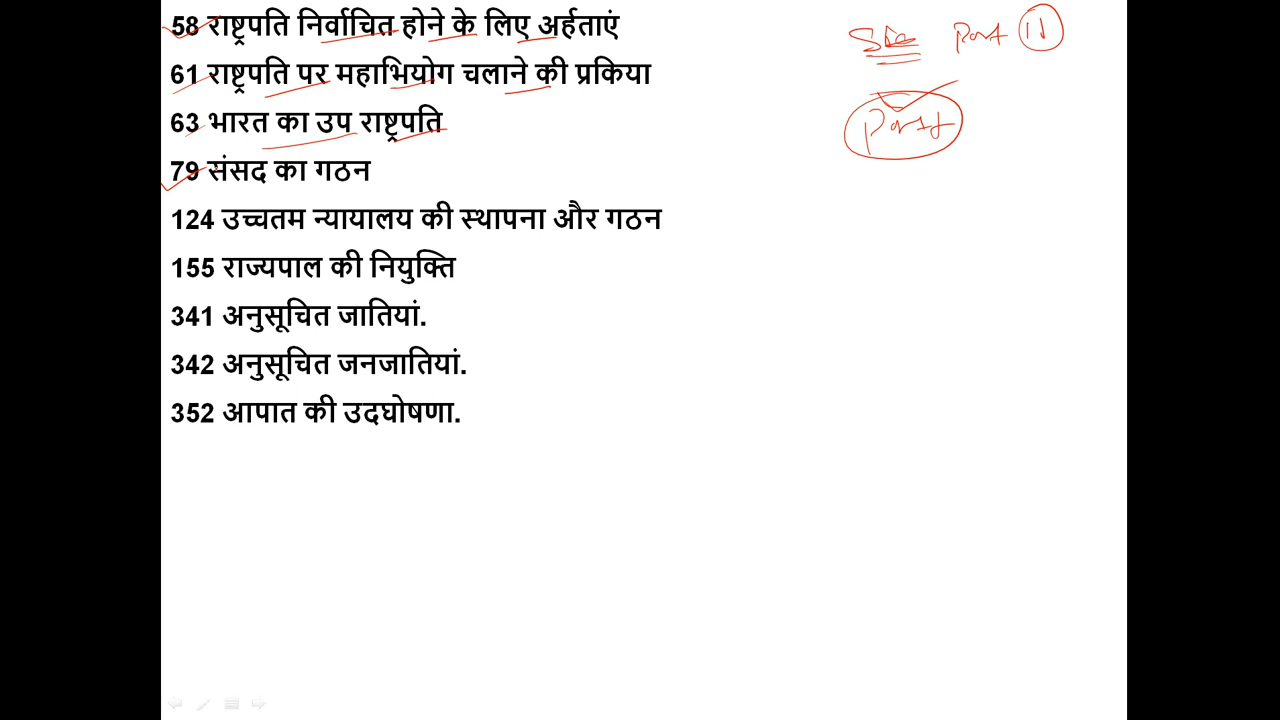 58 राष्ट्रपति निर्वाचित होने के लिए अर्हताएं
61 राष्ट्रपति पर महाभियोग चलाने की प्रकिया
63 भारत का उप राष्ट्रपति
79 संसद का गठन
124 उच्चतम न्यायालय की स्थापना और गठन
155 राज्यपाल की नियुक्ति
341 अनुसूचित जातियां.
342 अनुसूचित जनजातियां.
352 आपात की उदघोषणा.
Part 11
Part